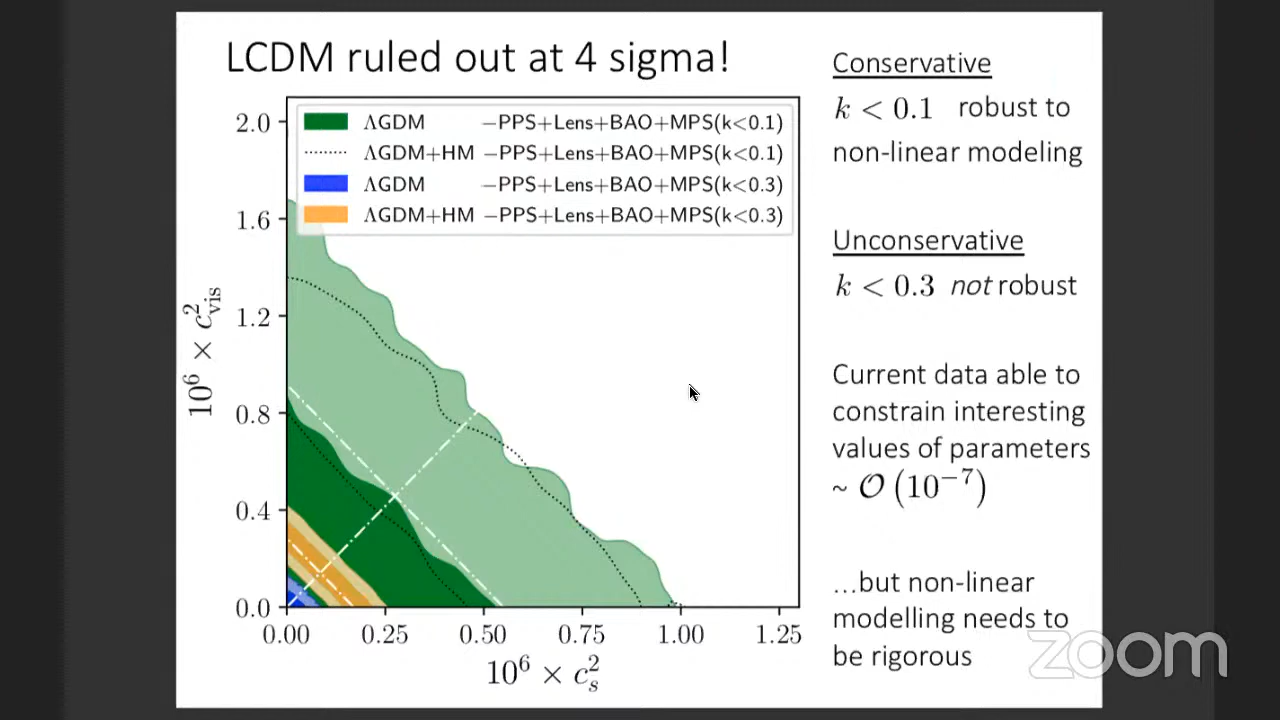 LCDM ruled out at 4 sigma!
ΛGDM −PPS+Lens+BAO+MPS(k<0.1)
ΛGDM+HM −PPS+Lens+BAO+MPS(k<0.1)
ΛGDM −PPS+Lens+BAO+MPS(k<0.3)
ΛGDM+HM −PPS+Lens+BAO+MPS(k<0.3)
2.0
1.6
1.2
0.8
0.4
0.0
10⁶ × c²_vis
0.00 0.25 0.50 0.75 1.00 1.25
10⁶ × c²_s
Conservative
k < 0.1 robust to
non-linear modeling
Unconservative
k < 0.3 not robust
Current data able to
constrain interesting
values of parameters
~ 𝒪 (10⁻⁷)
...but non-linear
modelling needs to
be rigorous
zoom